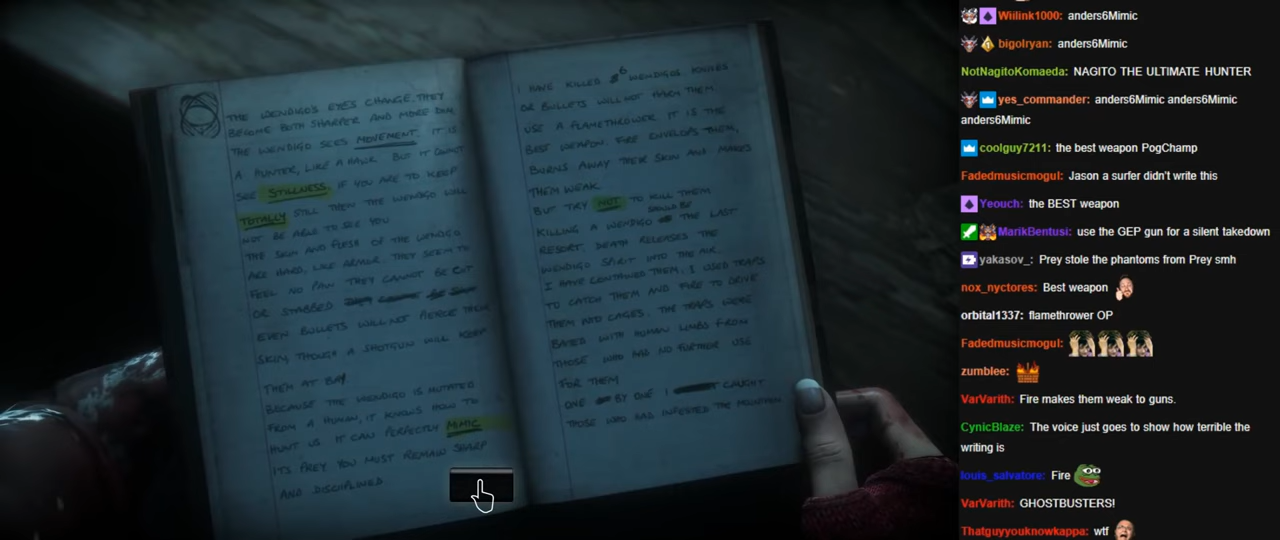 THE WENDIGO'S EYES CHANGE. THEY
BECOME BOTH SHARPER AND MORE DIM.
THE WENDIGO SEES MOVEMENT. IT IS
A HUNTER, LIKE A HAWK. BUT IT CANNOT
SEE STILLNESS. IF YOU ARE TO KEEP
TOTALLY STILL THEN THE WENDIGO WILL
NOT BE ABLE TO SEE YOU
THE SKIN AND FLESH OF THE WENDIGO
ARE HARD, LIKE ARMOR. THEY SEEM TO
FEEL NO PAIN. THEY CANNOT BE CUT
OR STABBED
EVEN BULLETS WILL NOT PIERCE THEIR
SKIN, THOUGH A SHOTGUN WILL KEEP
THEM AT BAY.
BECAUSE THE WENDIGO IS MUTATED
FROM A HUMAN, IT KNOWS HOW TO
HUNT US. IT CAN PERFECTLY MIMIC
ITS PREY. YOU MUST REMAIN SHARP
AND DISCIPLINED
I HAVE KILLED 6 WENDIGOS. KNIVES
OR BULLETS WILL NOT HARM THEM.
USE A FLAMETHROWER. IT IS THE
BEST WEAPON. FIRE ENVELOPS THEM,
BURNS AWAY THEIR SKIN AND MAKES
THEM WEAK.
BUT TRY NOT TO KILL THEM
KILLING A WENDIGO SHOULD BE THE LAST
RESORT. DEATH RELEASES THE
WENDIGO SPIRIT INTO THE AIR.
I HAVE CONTAINED THEM. I USED TRAPS
TO CATCH THEM AND FIRE TO DRIVE
THEM INTO CAGES. THE TRAPS WERE
BAITED WITH HUMAN LIMBS FROM
THOSE WHO HAD NO FURTHER USE
FOR THEM
ONE BY ONE I CAUGHT
THOSE WHO HAD INFESTED THE MOUNTAIN
Wiilink1000: anders6Mimic
bigolryan: anders6Mimic
NotNagitoKomaeda: NAGITO THE ULTIMATE HUNTER
yes_commander: anders6Mimic anders6Mimic
anders6Mimic
coolguy7211: the best weapon PogChamp
Fadedmusicmogul: Jason a surfer didn't write this
Yeouch: the BEST weapon
MarikBentusi: use the GEP gun for a silent takedown
yakasov_: Prey stole the phantoms from Prey smh
nox_nyctores: Best weapon
orbital1337: flamethrower OP
Fadedmusicmogul:
zumblee:
VarVarith: Fire makes them weak to guns.
CynicBlaze: The voice just goes to show how terrible the
writing is
louis_salvatore: Fire
VarVarith: GHOSTBUSTERS!
Thatguyyouknowkappa: wtf